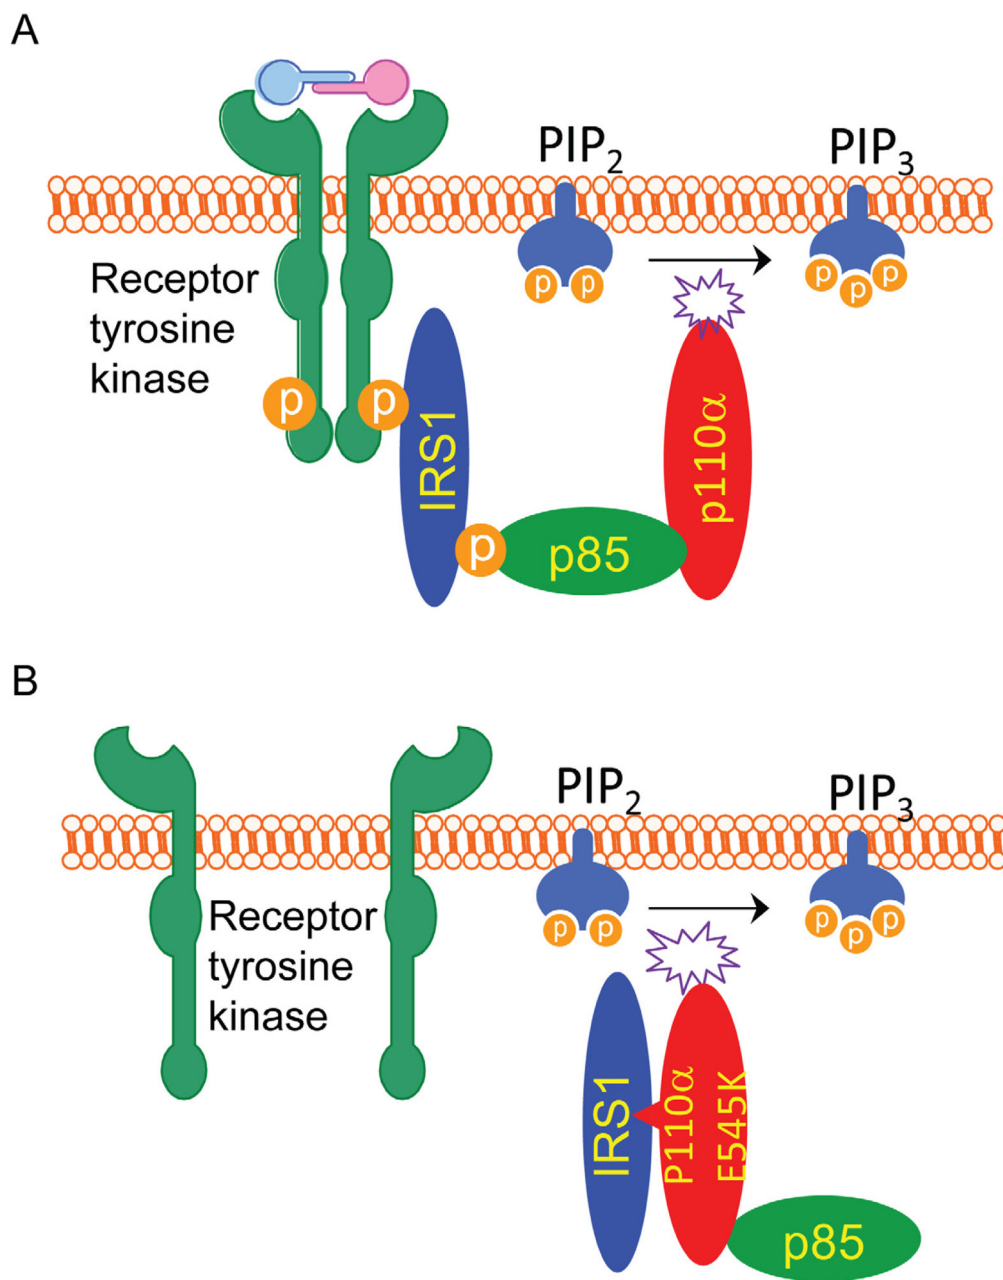 A
PIP₂
PIP₃
Receptor
tyrosine
kinase
p p
p p p
p p
IRS1
p110α
p
p85
B
PIP₂
PIP₃
Receptor
tyrosine
kinase
p p
p p p
IRS1
P110α
E545K
p85